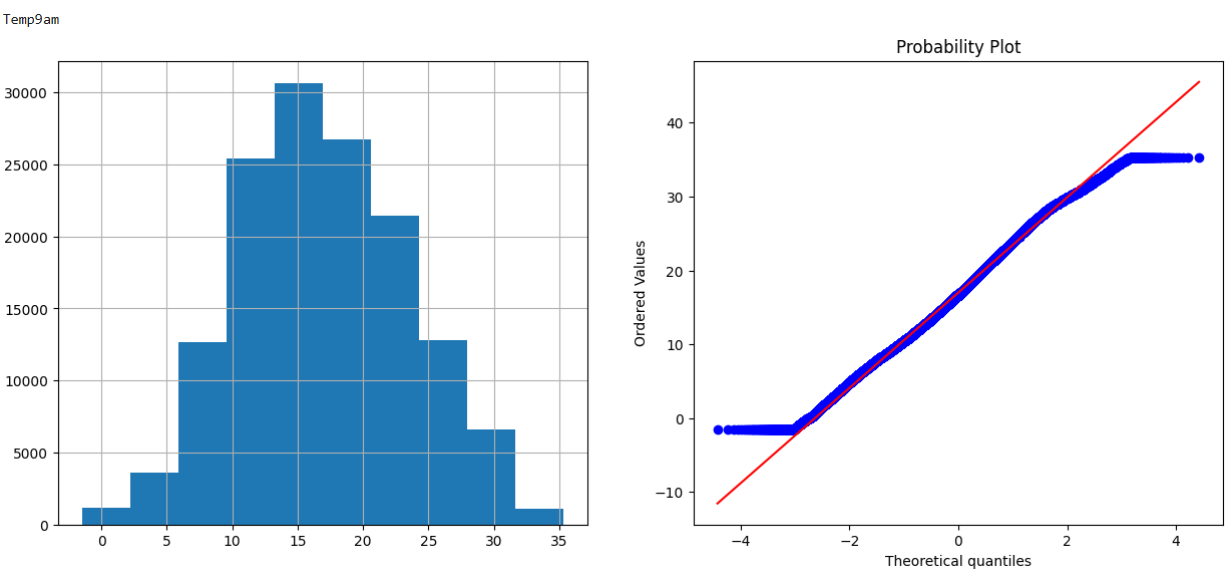 Temp9am
30000
25000
20000
15000
10000
5000
0
0 5 10 15 20 25 30 35
Probability Plot
Ordered Values
40
30
20
10
0
−10
−4 −2 0 2 4
Theoretical quantiles